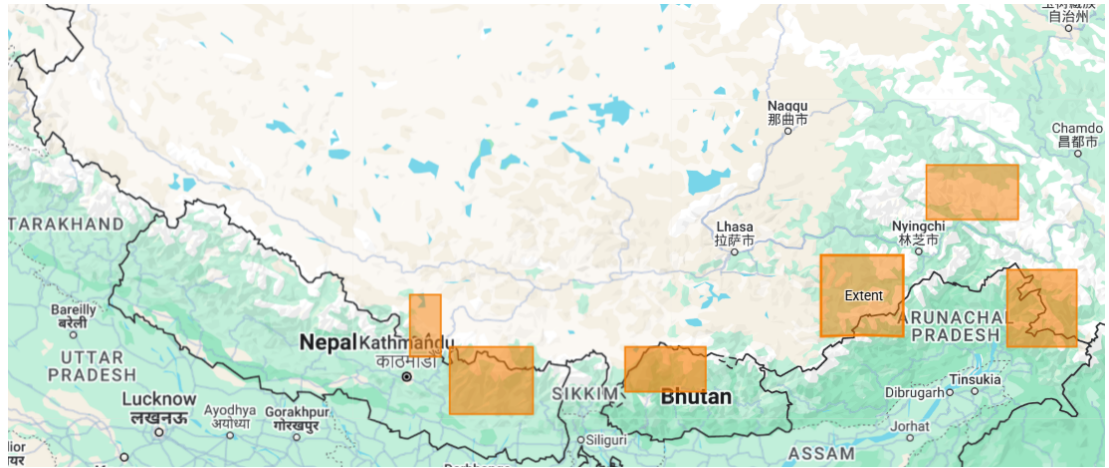 自治州
Naqqu
那曲市
Chamdo
昌都市
TARAKHAND
Lhasa
拉萨市
Nyingchi
林芝市
Extent
Bareilly
बरेली
ARUNACHAL
PRADESH
Nepal
Kathmandu
काठमाडौं
UTTAR
PRADESH
Lucknow
लखनऊ
Ayodhya
अयोध्या
Gorakhpur
गोरखपुर
SIKKIM
Bhutan
Dibrugarh
Tinsukia
Siliguri
Jorhat
ASSAM